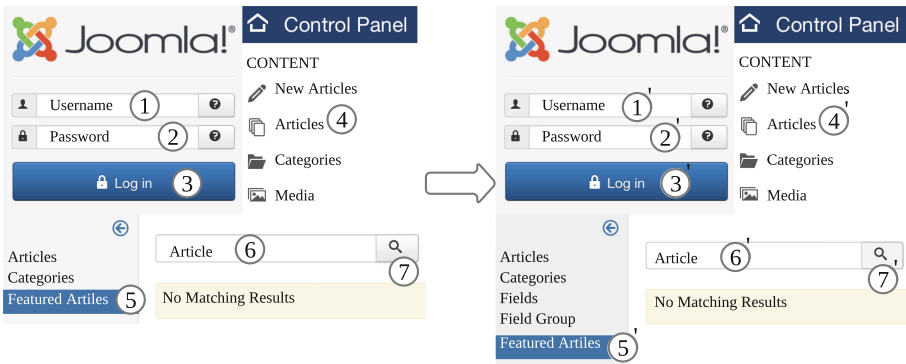 Joomla!®
Control Panel
CONTENT
New Articles
Username 1
Articles 4
Password 2
Categories
Log in 3
Media
Articles
Categories
Featured Artiles 5
Article 6
7
No Matching Results
Joomla!®
Control Panel
CONTENT
New Articles
Username 1'
Articles 4'
Password 2'
Categories
Log in 3'
Media
Articles
Categories
Fields
Field Group
Featured Artiles 5'
Article 6'
7'
No Matching Results